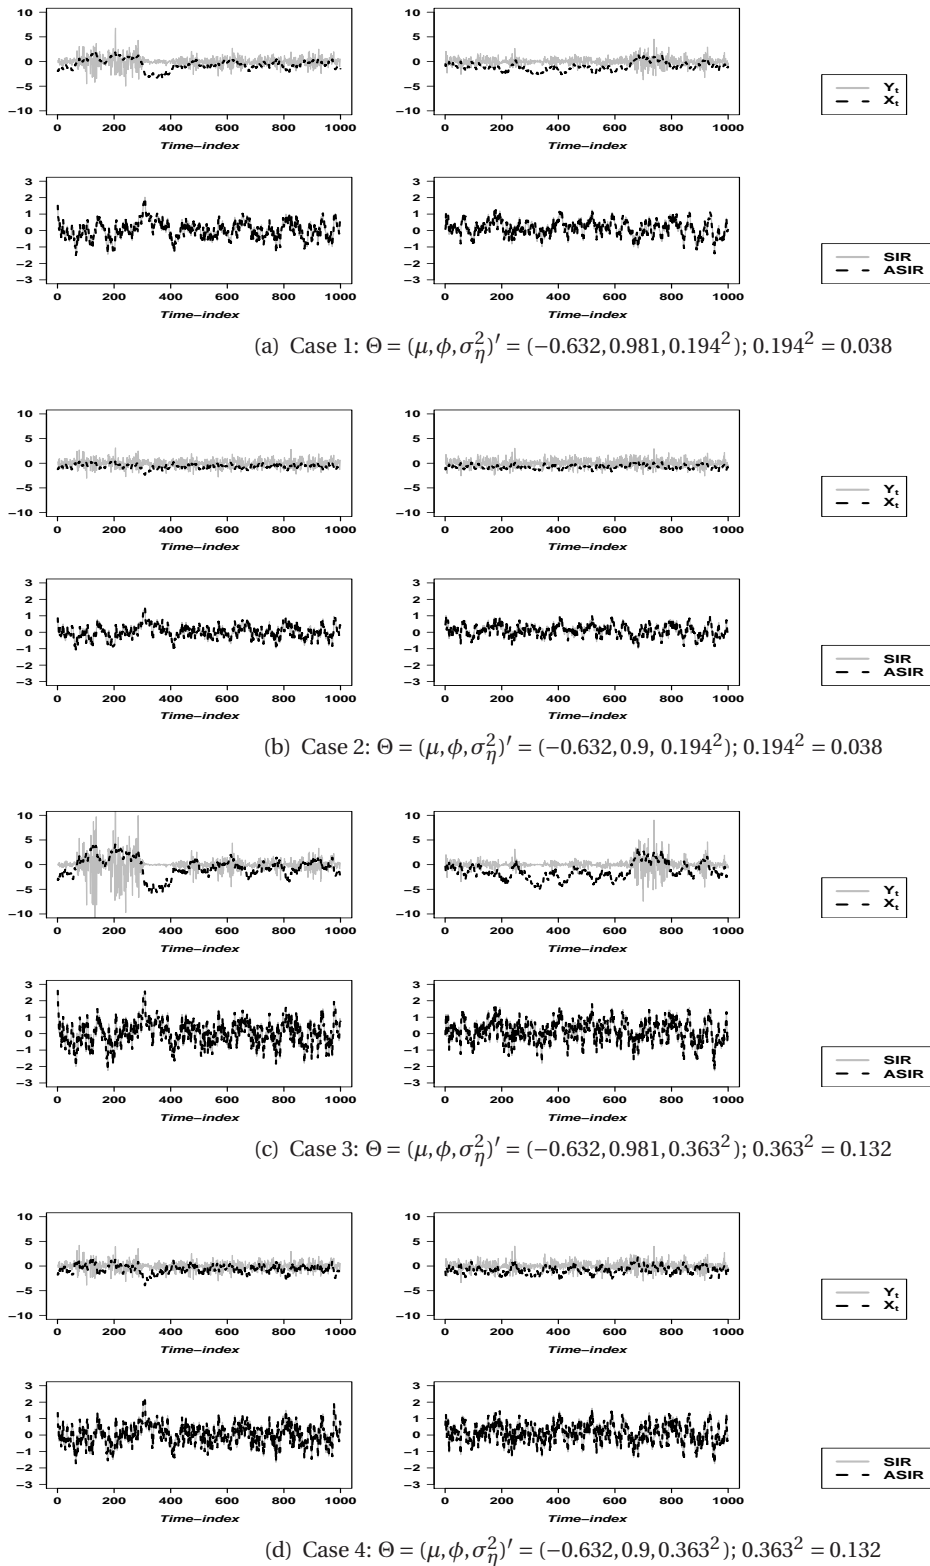 10
5
0
−5
−10
0 200 400 600 800 1000
Time−index
10
5
0
−5
−10
0 200 400 600 800 1000
Time−index
Yt
Xt
3
2
1
0
−1
−2
−3
0 200 400 600 800 1000
Time−index
3
2
1
0
−1
−2
−3
0 200 400 600 800 1000
Time−index
SIR
ASIR
(a) Case 1: Θ = (μ, ϕ, σ²η)′ = (−0.632, 0.981, 0.194²); 0.194² = 0.038
10
5
0
−5
−10
0 200 400 600 800 1000
Time−index
10
5
0
−5
−10
0 200 400 600 800 1000
Time−index
Yt
Xt
3
2
1
0
−1
−2
−3
0 200 400 600 800 1000
Time−index
3
2
1
0
−1
−2
−3
0 200 400 600 800 1000
Time−index
SIR
ASIR
(b) Case 2: Θ = (μ, ϕ, σ²η)′ = (−0.632, 0.9, 0.194²); 0.194² = 0.038
10
5
0
−5
−10
0 200 400 600 800 1000
Time−index
10
5
0
−5
−10
0 200 400 600 800 1000
Time−index
Yt
Xt
3
2
1
0
−1
−2
−3
0 200 400 600 800 1000
Time−index
3
2
1
0
−1
−2
−3
0 200 400 600 800 1000
Time−index
SIR
ASIR
(c) Case 3: Θ = (μ, ϕ, σ²η)′ = (−0.632, 0.981, 0.363²); 0.363² = 0.132
10
5
0
−5
−10
0 200 400 600 800 1000
Time−index
10
5
0
−5
−10
0 200 400 600 800 1000
Time−index
Yt
Xt
3
2
1
0
−1
−2
−3
0 200 400 600 800 1000
Time−index
3
2
1
0
−1
−2
−3
0 200 400 600 800 1000
Time−index
SIR
ASIR
(d) Case 4: Θ = (μ, ϕ, σ²η)′ = (−0.632, 0.9, 0.363²); 0.363² = 0.132